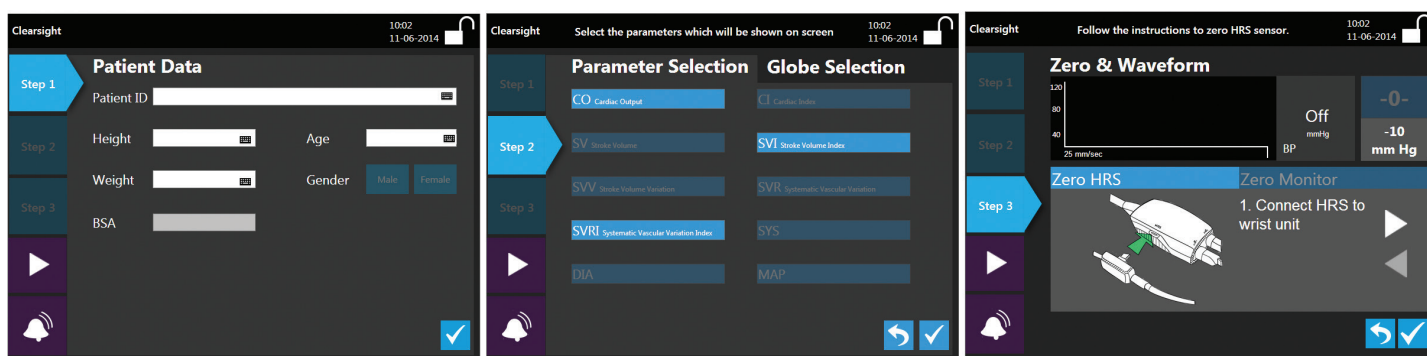 Clearsight
10:02
11-06-2014
Step 1
Step 2
Step 3
Patient Data
Patient ID
Height
Age
Weight
Gender
Male
Female
BSA
Clearsight
Select the parameters which will be shown on screen
10:02
11-06-2014
Step 1
Step 2
Step 3
Parameter Selection
Globe Selection
CO Cardiac Output
CI Cardiac Index
SV Stroke Volume
SVI Stroke Volume Index
SVV Stroke Volume Variation
SVR Systematic Vascular Variation
SVRI Systematic Vascular Variation Index
SYS
DIA
MAP
Clearsight
Follow the instructions to zero HRS sensor.
10:02
11-06-2014
Step 1
Step 2
Step 3
Zero & Waveform
120
80
40
25 mm/sec
Off
mmHg
BP
-0-
-10
mm Hg
Zero HRS
Zero Monitor
1. Connect HRS to
wrist unit